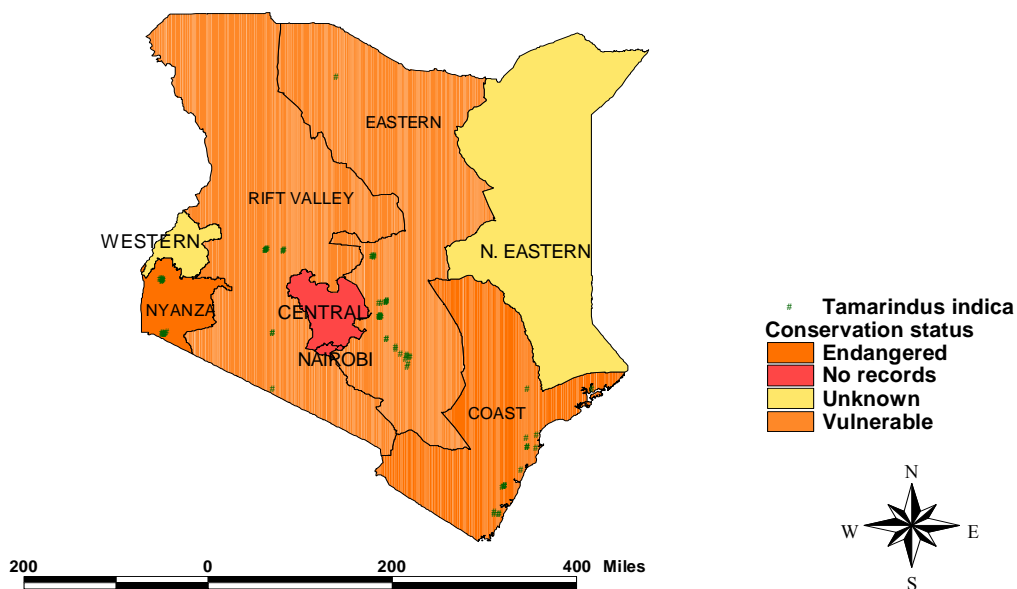 EASTERN
RIFT VALLEY
WESTERN
N. EASTERN
NYANZA
CENTRAL
NAIROBI
COAST
# Tamarindus indica
Conservation status
Endangered
No records
Unknown
Vulnerable
N
W E
S
200 0 200 400 Miles